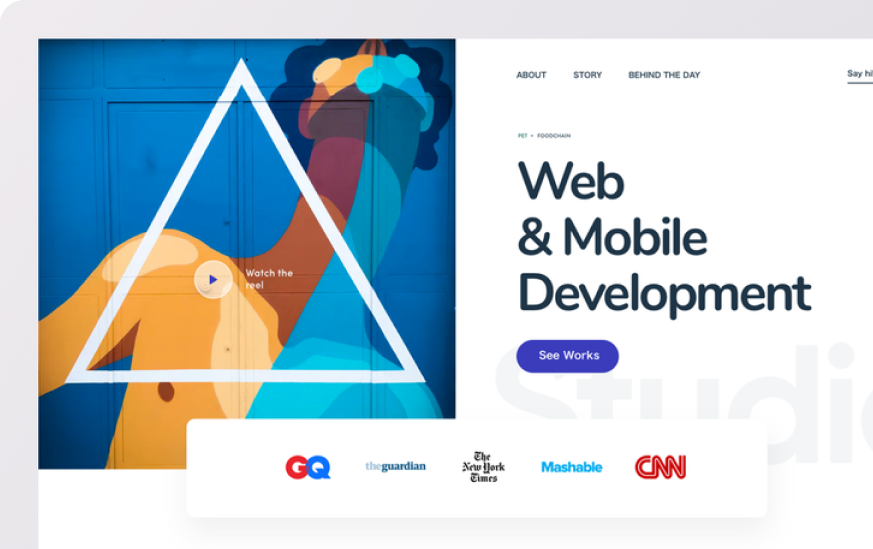 ABOUT STORY BEHIND THE DAY Say hi
PET • FOODCHAIN
Web
& Mobile
Development
Watch the
reel
See Works
Studio
GQ theguardian The New York Times Mashable CNN